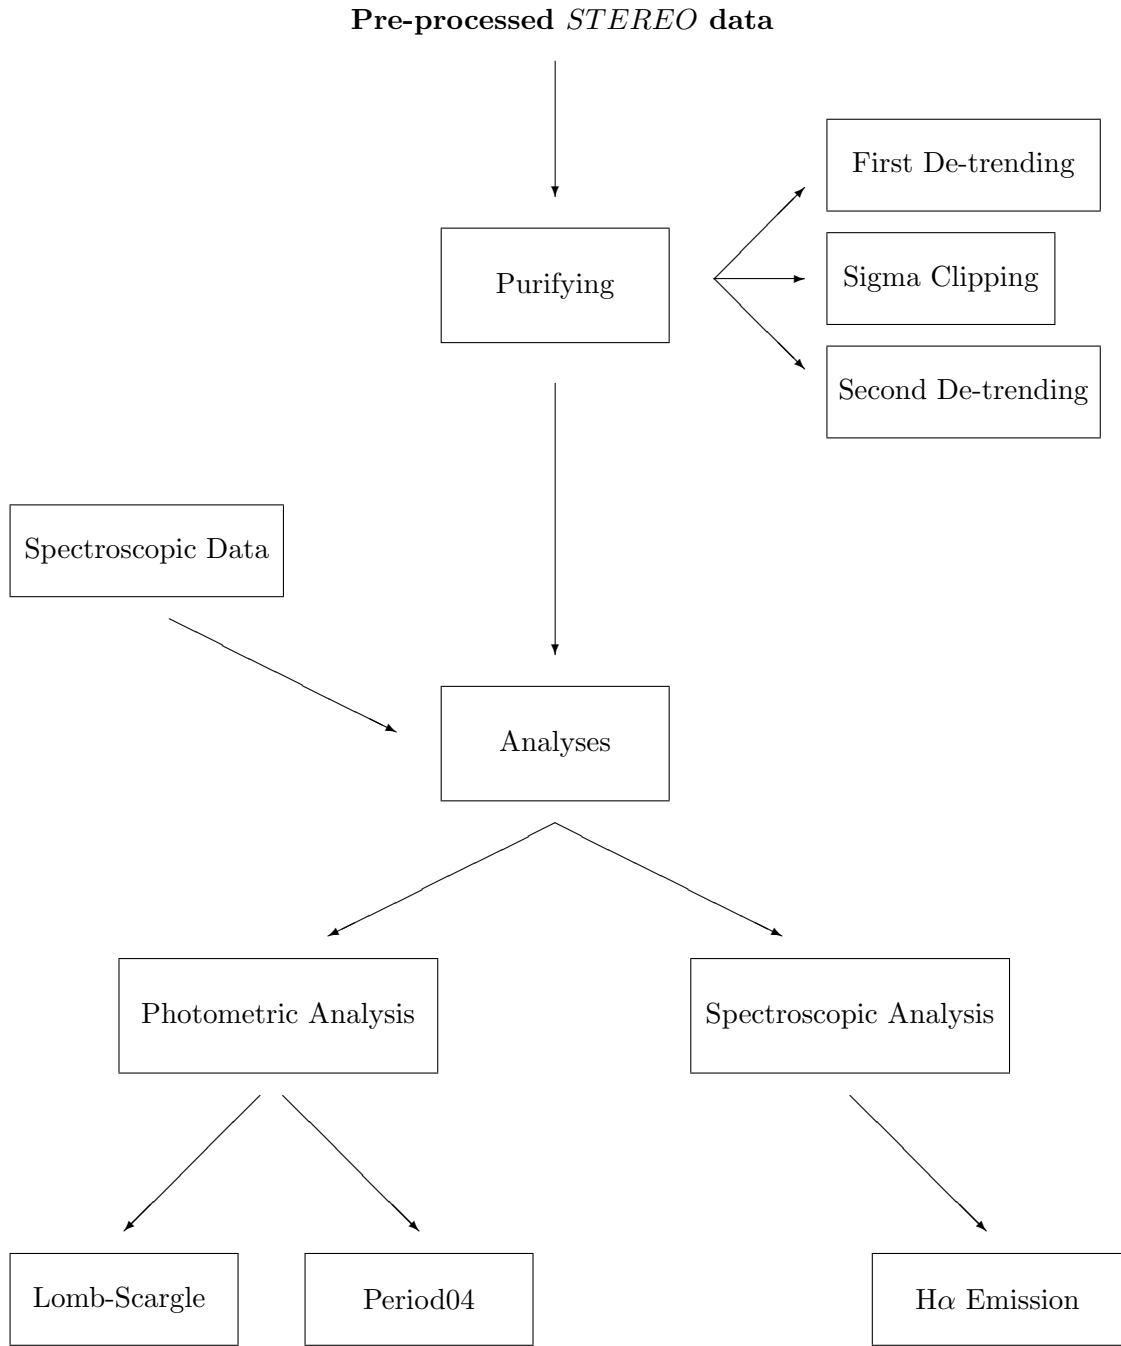 Pre-processed STEREO data
First De-trending
Purifying
Sigma Clipping
Second De-trending
Spectroscopic Data
Analyses
Photometric Analysis
Spectroscopic Analysis
Lomb-Scargle
Period04
Hα Emission